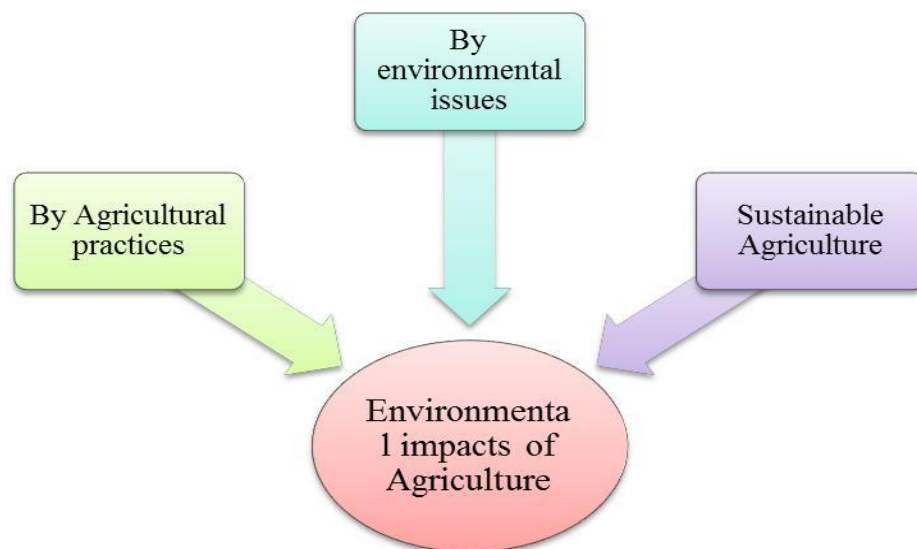 By
environmental
issues
By Agricultural
practices
Sustainable
Agriculture
Environmenta
l impacts of
Agriculture